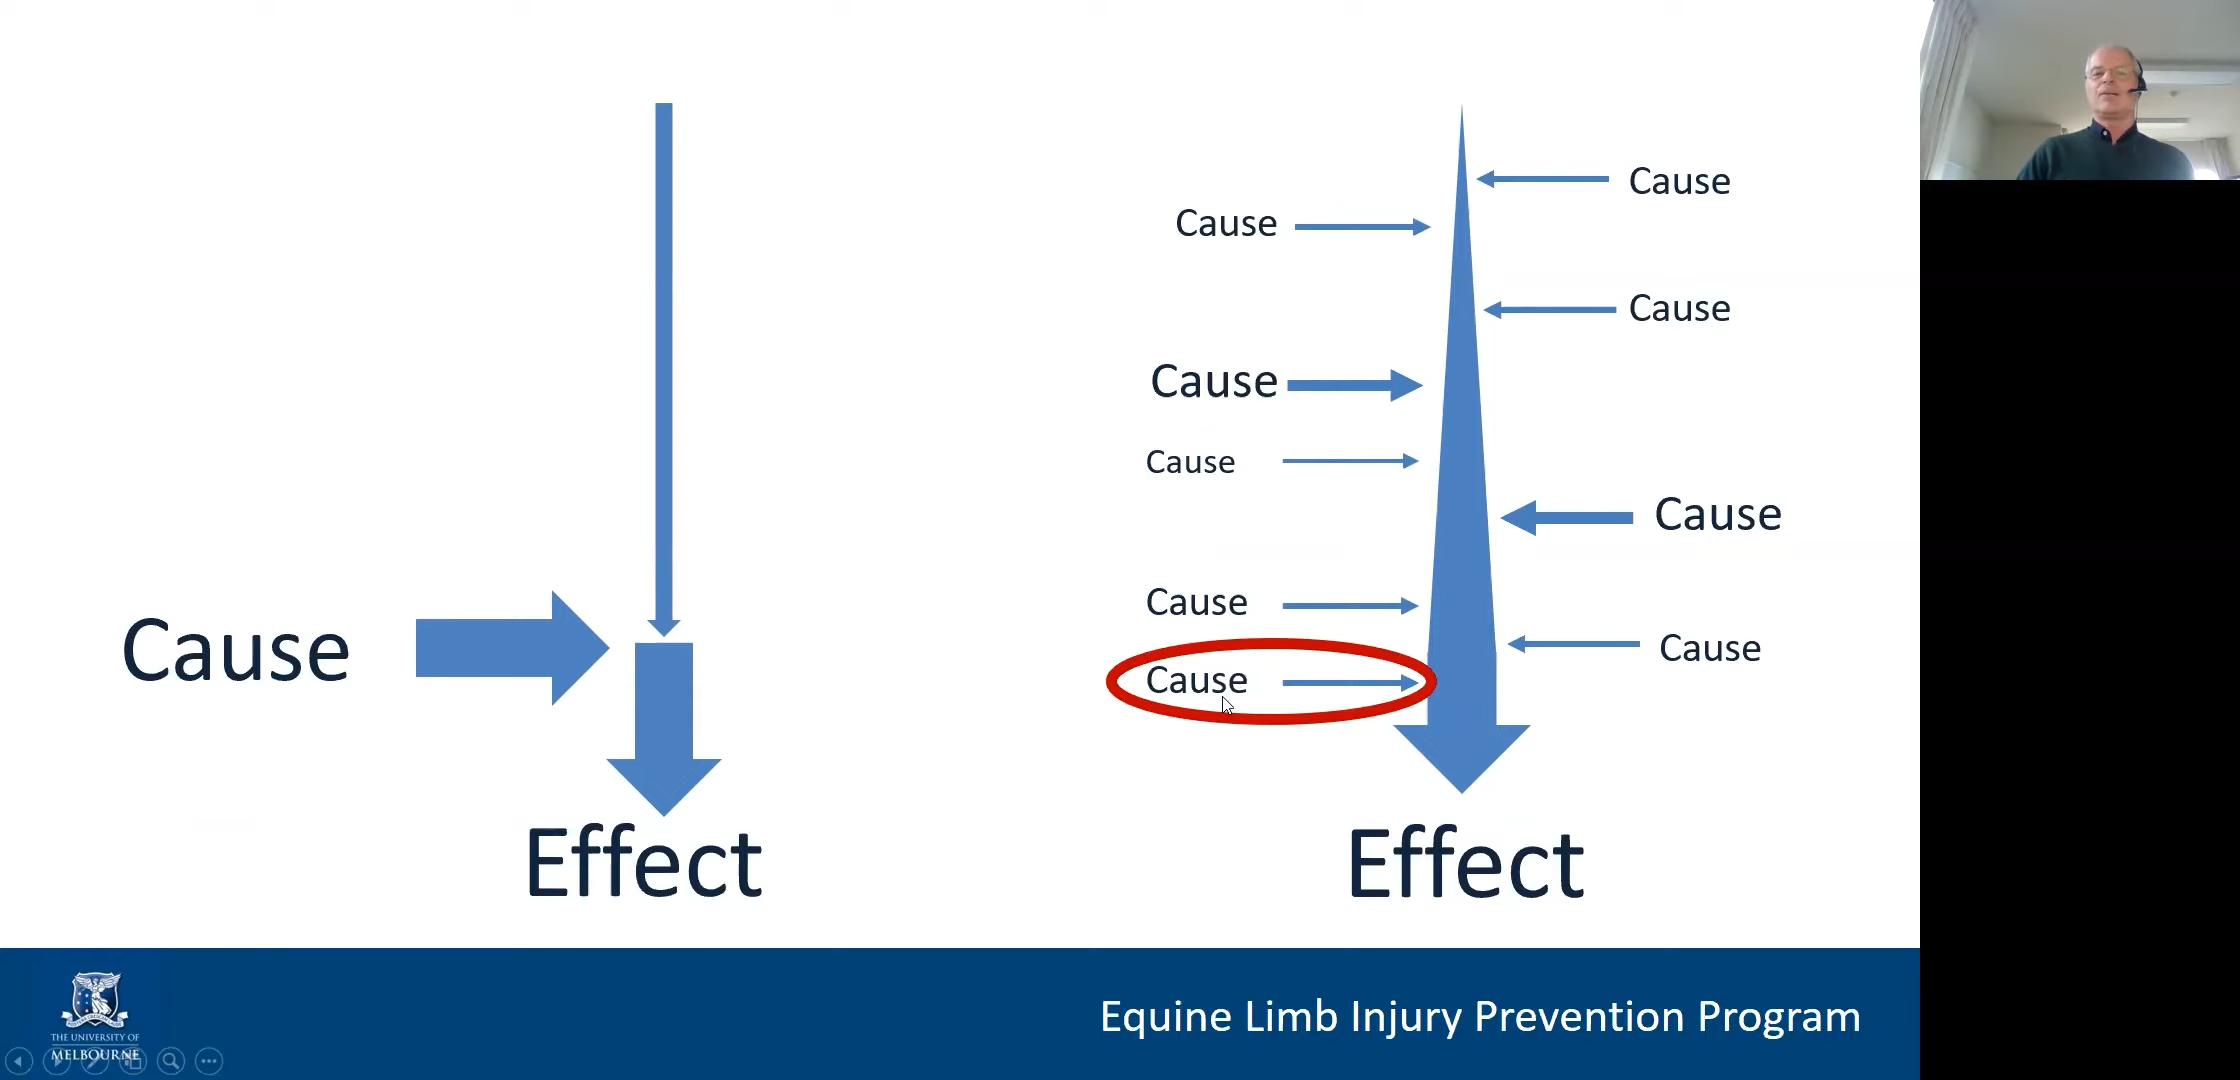 Cause
Cause
Cause
Cause
Cause
Cause
Cause
Cause
Cause
Cause
Effect
Effect
THE UNIVERSITY OF
MELBOURNE
Equine Limb Injury Prevention Program